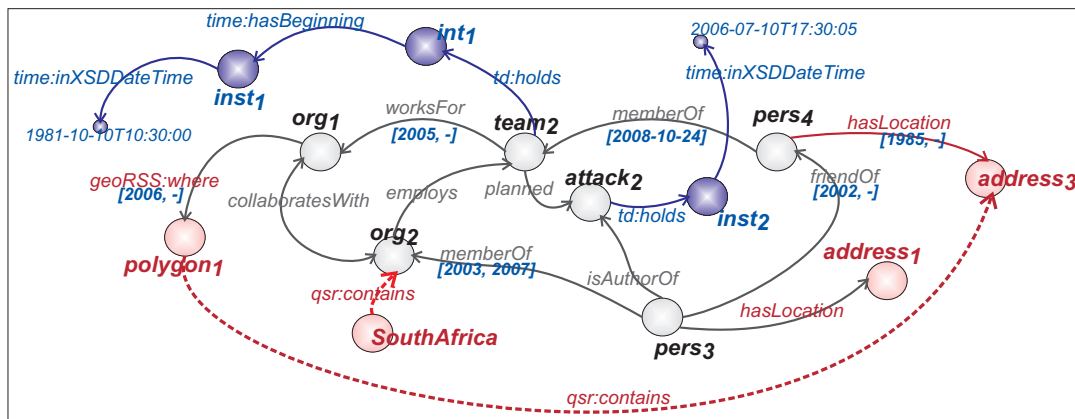 time:hasBeginning
int1
2006-07-10T17:30:05
time:inXSDDateTime
inst1
td:holds
time:inXSDDateTime
1981-10-10T10:30:00
org1
worksFor
[2005, -]
team2
memberOf
[2008-10-24]
pers4
hasLocation
[1985, -]
geoRSS:where
[2006, -]
collaboratesWith
employs
planned
attack2
td:holds
inst2
friendOf
[2002, -]
address3
polygon1
org2
memberOf
[2003, 2007]
isAuthorOf
address1
qsr:contains
SouthAfrica
pers3
hasLocation
qsr:contains